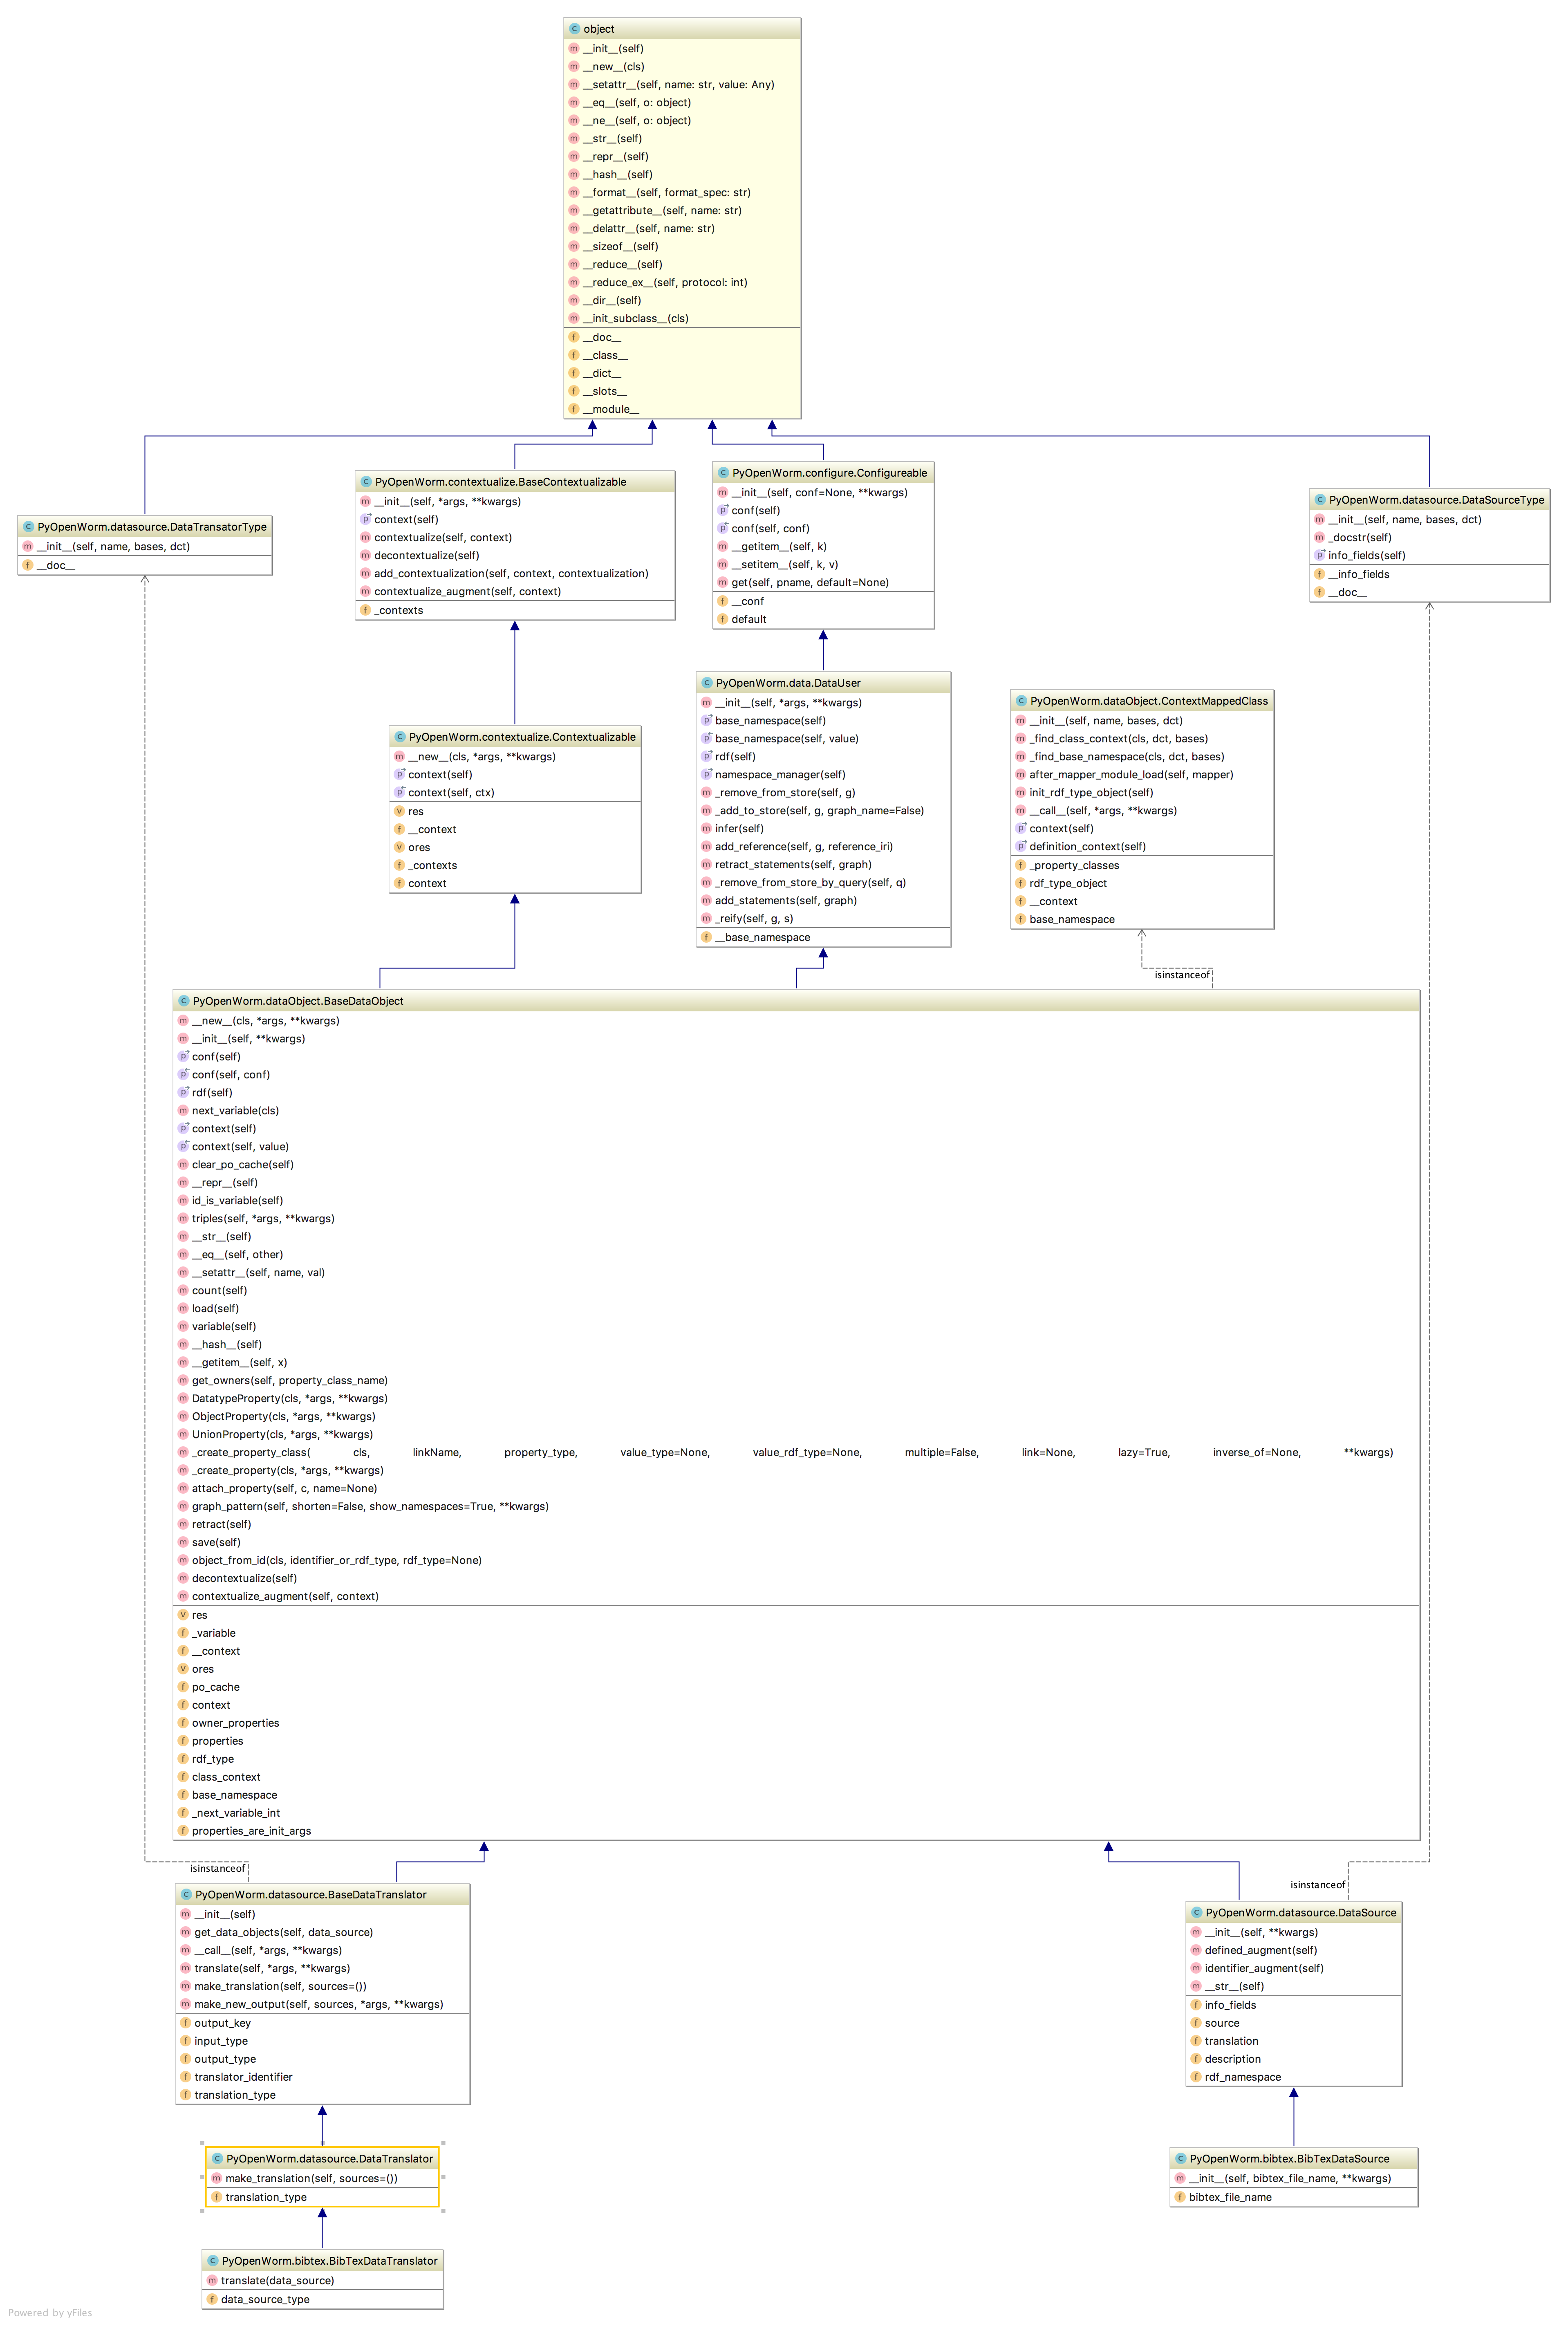 object
__init__(self)
__new__(cls)
__setattr__(self, name: str, value: Any)
__eq__(self, o: object)
__ne__(self, o: object)
__str__(self)
__repr__(self)
__hash__(self)
__format__(self, format_spec: str)
__getattribute__(self, name: str)
__delattr__(self, name: str)
__sizeof__(self)
__reduce__(self)
__reduce_ex__(self, protocol: int)
__dir__(self)
__init_subclass__(cls)
__doc__
__class__
__dict__
__slots__
__module__
PyOpenWorm.datasource.DataTransatorType
__init__(self, name, bases, dct)
__doc__
PyOpenWorm.contextualize.BaseContextualizable
__init__(self, *args, **kwargs)
context(self)
contextualize(self, context)
decontextualize(self)
add_contextualization(self, context, contextualization)
contextualize_augment(self, context)
_contexts
PyOpenWorm.configure.Configureable
__init__(self, conf=None, **kwargs)
conf(self)
conf(self, conf)
__getitem__(self, k)
__setitem__(self, k, v)
get(self, pname, default=None)
__conf
default
PyOpenWorm.datasource.DataSourceType
__init__(self, name, bases, dct)
_docstr(self)
info_fields(self)
__info_fields
__doc__
PyOpenWorm.contextualize.Contextualizable
__new__(cls, *args, **kwargs)
context(self)
context(self, ctx)
res
__context
ores
_contexts
context
PyOpenWorm.data.DataUser
__init__(self, *args, **kwargs)
base_namespace(self)
base_namespace(self, value)
rdf(self)
namespace_manager(self)
_remove_from_store(self, g)
_add_to_store(self, g, graph_name=False)
infer(self)
add_reference(self, g, reference_iri)
retract_statements(self, graph)
_remove_from_store_by_query(self, q)
add_statements(self, graph)
_reify(self, g, s)
__base_namespace
PyOpenWorm.dataObject.ContextMappedClass
__init__(self, name, bases, dct)
_find_class_context(cls, dct, bases)
_find_base_namespace(cls, dct, bases)
after_mapper_module_load(self, mapper)
init_rdf_type_object(self)
__call__(self, *args, **kwargs)
context(self)
definition_context(self)
_property_classes
rdf_type_object
__context
base_namespace
isinstanceof
PyOpenWorm.dataObject.BaseDataObject
__new__(cls, *args, **kwargs)
__init__(self, **kwargs)
conf(self)
conf(self, conf)
rdf(self)
next_variable(cls)
context(self)
context(self, value)
clear_po_cache(self)
__repr__(self)
id_is_variable(self)
triples(self, *args, **kwargs)
__str__(self)
__eq__(self, other)
__setattr__(self, name, val)
count(self)
load(self)
variable(self)
__hash__(self)
__getitem__(self, x)
get_owners(self, property_class_name)
DatatypeProperty(cls, *args, **kwargs)
ObjectProperty(cls, *args, **kwargs)
UnionProperty(cls, *args, **kwargs)
_create_property_class( cls, linkName, property_type, value_type=None, value_rdf_type=None, multiple=False, link=None, lazy=True, inverse_of=None, **kwargs)
_create_property(cls, *args, **kwargs)
attach_property(self, c, name=None)
graph_pattern(self, shorten=False, show_namespaces=True, **kwargs)
retract(self)
save(self)
object_from_id(cls, identifier_or_rdf_type, rdf_type=None)
decontextualize(self)
contextualize_augment(self, context)
res
_variable
__context
ores
po_cache
context
owner_properties
properties
rdf_type
class_context
base_namespace
_next_variable_int
properties_are_init_args
isinstanceof
PyOpenWorm.datasource.BaseDataTranslator
__init__(self)
get_data_objects(self, data_source)
__call__(self, *args, **kwargs)
translate(self, *args, **kwargs)
make_translation(self, sources=())
make_new_output(self, sources, *args, **kwargs)
output_key
input_type
output_type
translator_identifier
translation_type
isinstanceof
PyOpenWorm.datasource.DataSource
__init__(self, **kwargs)
defined_augment(self)
identifier_augment(self)
__str__(self)
info_fields
source
translation
description
rdf_namespace
PyOpenWorm.datasource.DataTranslator
make_translation(self, sources=())
translation_type
PyOpenWorm.bibtex.BibTexDataSource
__init__(self, bibtex_file_name, **kwargs)
bibtex_file_name
PyOpenWorm.bibtex.BibTexDataTranslator
translate(data_source)
data_source_type
Powered by yFiles